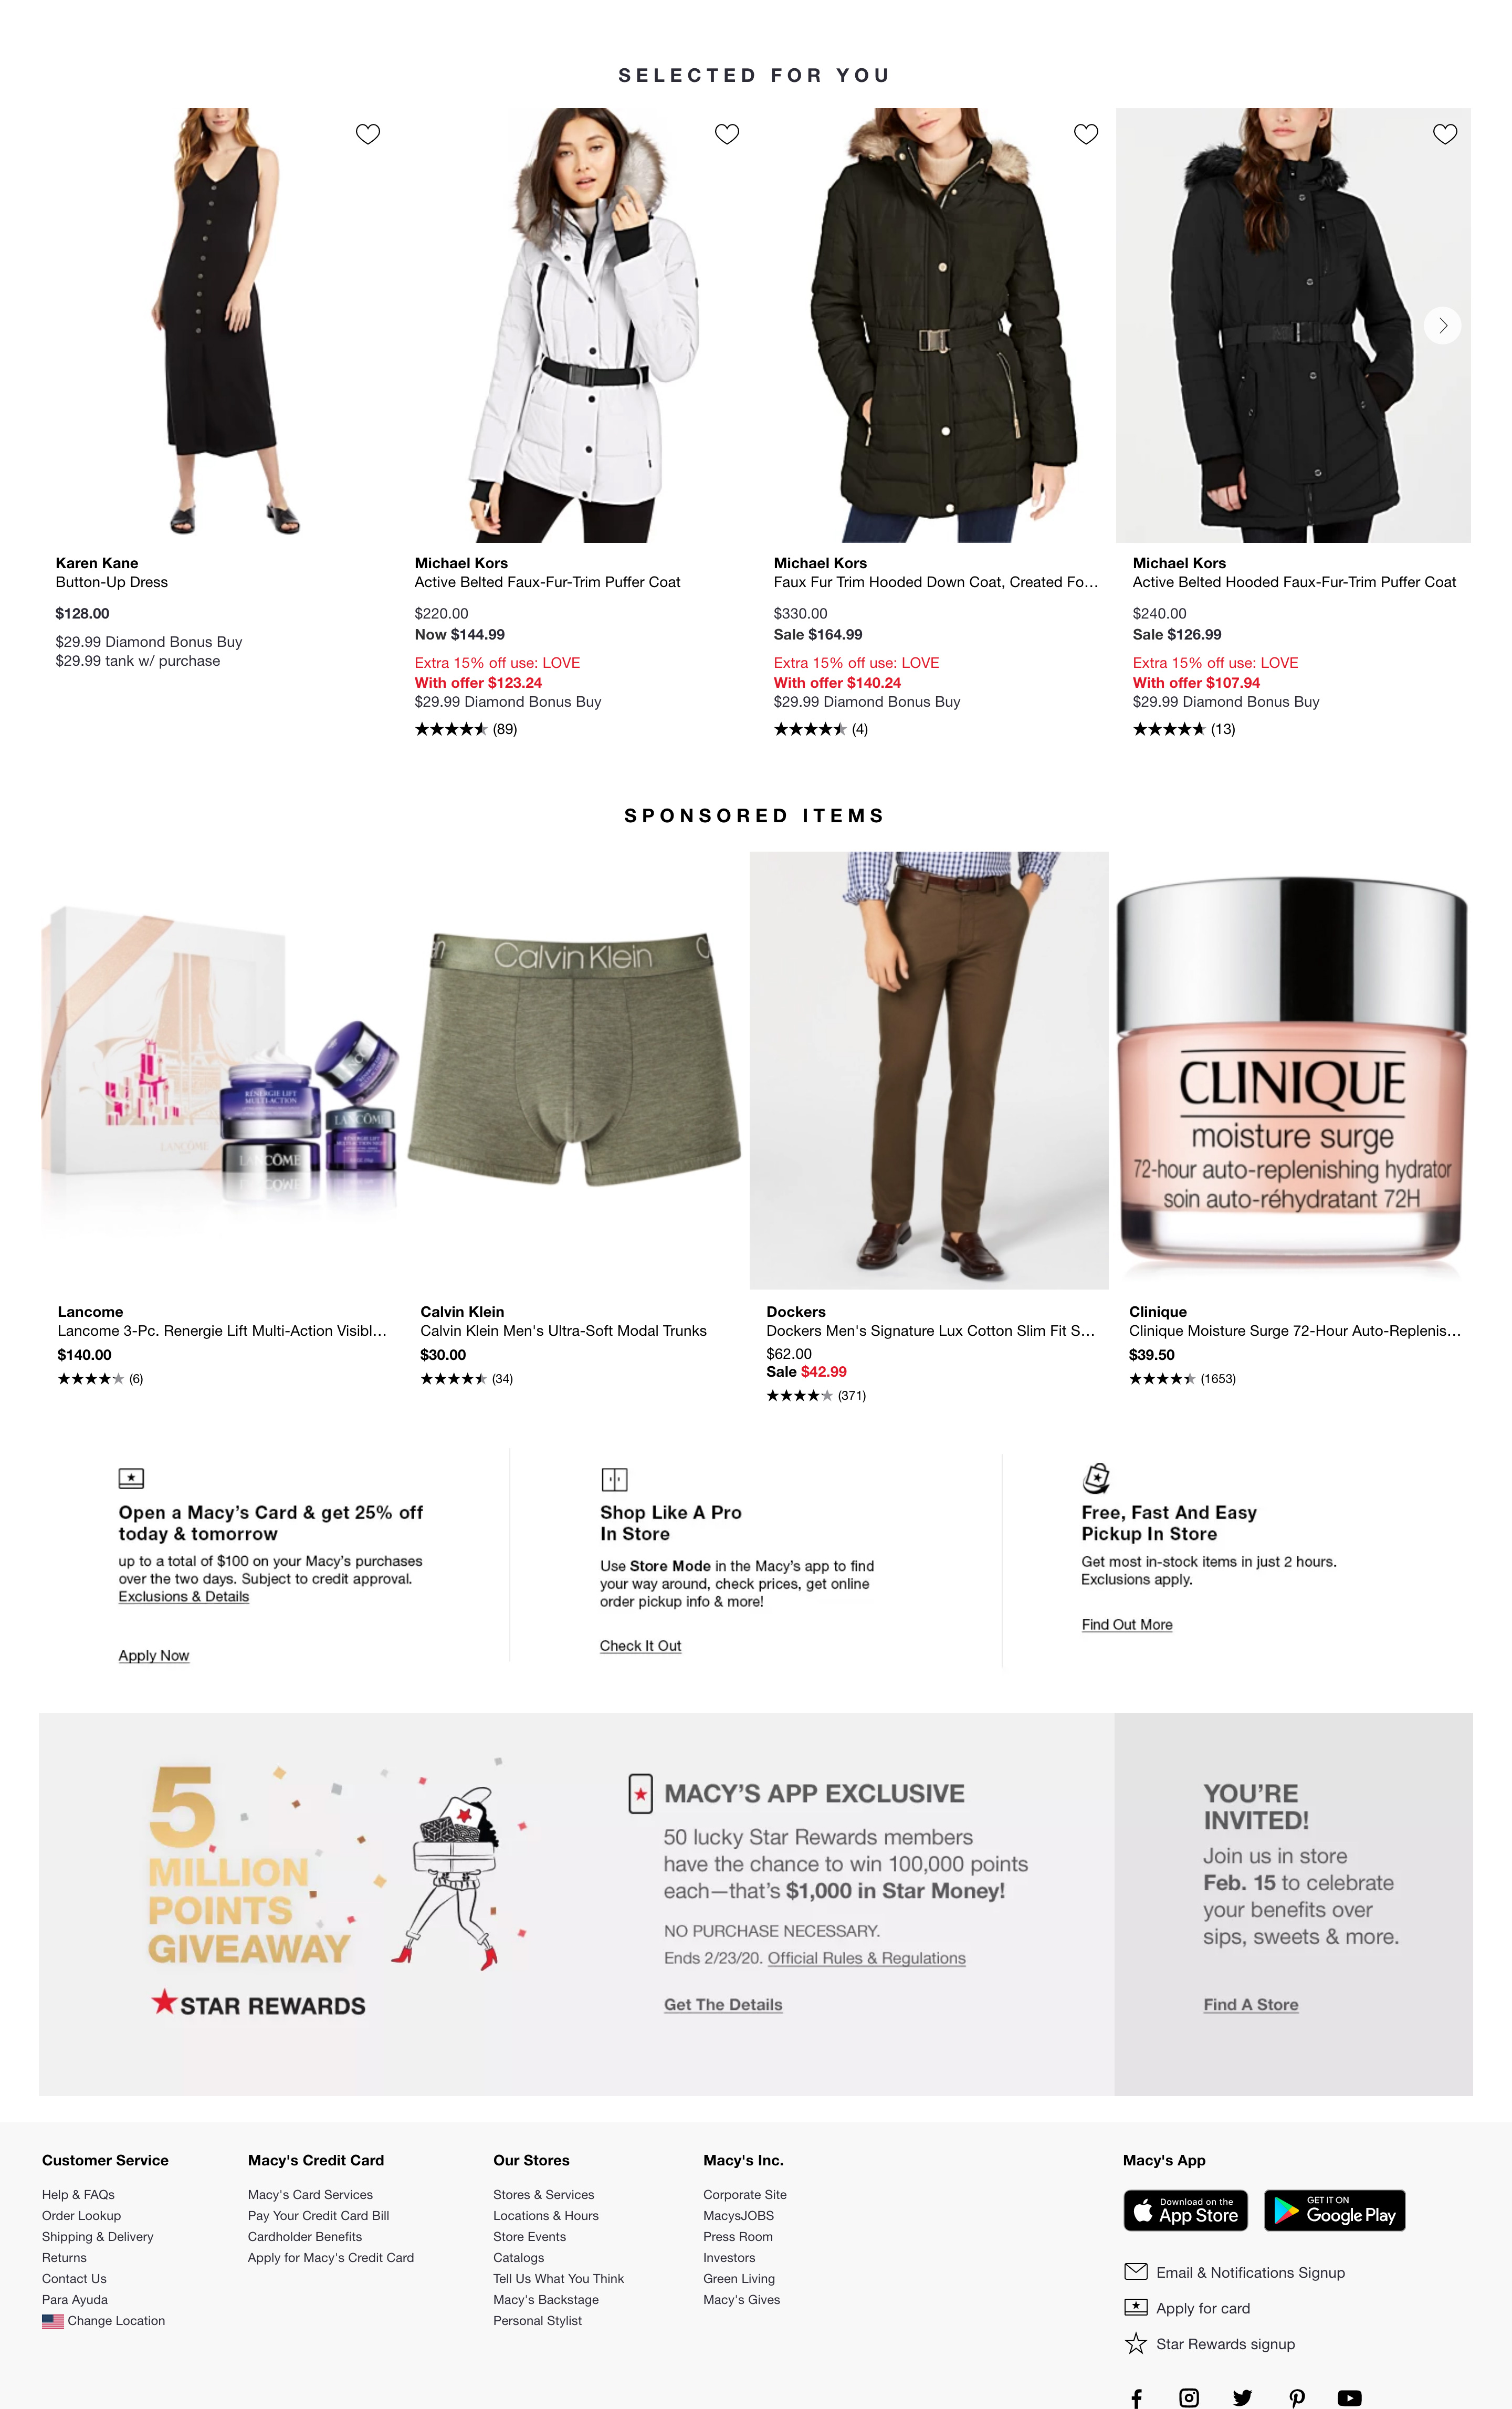 SELECTED FOR YOU
Karen Kane
Button-Up Dress
$128.00
$29.99 Diamond Bonus Buy
$29.99 tank w/ purchase
Michael Kors
Active Belted Faux-Fur-Trim Puffer Coat
$220.00
Now $144.99
Extra 15% off use: LOVE
With offer $123.24
$29.99 Diamond Bonus Buy
(89)
Michael Kors
Faux Fur Trim Hooded Down Coat, Created Fo…
$330.00
Sale $164.99
Extra 15% off use: LOVE
With offer $140.24
$29.99 Diamond Bonus Buy
(4)
Michael Kors
Active Belted Hooded Faux-Fur-Trim Puffer Coat
$240.00
Sale $126.99
Extra 15% off use: LOVE
With offer $107.94
$29.99 Diamond Bonus Buy
(13)
SPONSORED ITEMS
LANCÔME
RÉNERGIE LIFT
MULTI-ACTION
LANCÔME
LANCÔME
RÉNERGIE LIFT
Calvin Klein
CLINIQUE
moisture surge
72-hour auto-replenishing hydrator
soin auto-réhydratant 72H
Lancome
Lancome 3-Pc. Renergie Lift Multi-Action Visibl…
$140.00
(6)
Calvin Klein
Calvin Klein Men's Ultra-Soft Modal Trunks
$30.00
(34)
Dockers
Dockers Men's Signature Lux Cotton Slim Fit S…
$62.00
Sale $42.99
(371)
Clinique
Clinique Moisture Surge 72-Hour Auto-Replenis…
$39.50
(1653)
Open a Macy's Card & get 25% off
today & tomorrow
up to a total of $100 on your Macy's purchases
over the two days. Subject to credit approval.
Exclusions & Details
Apply Now
Shop Like A Pro
In Store
Use Store Mode in the Macy's app to find
your way around, check prices, get online
order pickup info & more!
Check It Out
Free, Fast And Easy
Pickup In Store
Get most in-stock items in just 2 hours.
Exclusions apply.
Find Out More
5
MILLION
POINTS
GIVEAWAY
STAR REWARDS
MACY'S APP EXCLUSIVE
50 lucky Star Rewards members
have the chance to win 100,000 points
each—that's $1,000 in Star Money!
NO PURCHASE NECESSARY.
Ends 2/23/20. Official Rules & Regulations
Get The Details
YOU'RE
INVITED!
Join us in store
Feb. 15 to celebrate
your benefits over
sips, sweets & more.
Find A Store
Customer Service
Help & FAQs
Order Lookup
Shipping & Delivery
Returns
Contact Us
Para Ayuda
Change Location
Macy's Credit Card
Macy's Card Services
Pay Your Credit Card Bill
Cardholder Benefits
Apply for Macy's Credit Card
Our Stores
Stores & Services
Locations & Hours
Store Events
Catalogs
Tell Us What You Think
Macy's Backstage
Personal Stylist
Macy's Inc.
Corporate Site
MacysJOBS
Press Room
Investors
Green Living
Macy's Gives
Macy's App
Download on the
App Store
GET IT ON
Google Play
Email & Notifications Signup
Apply for card
Star Rewards signup